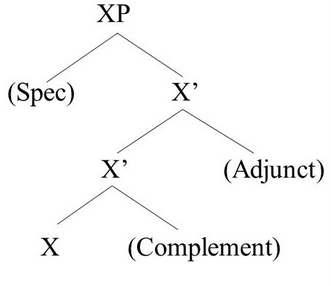 XP
(Spec) X’
X’ (Adjunct)
X (Complement)